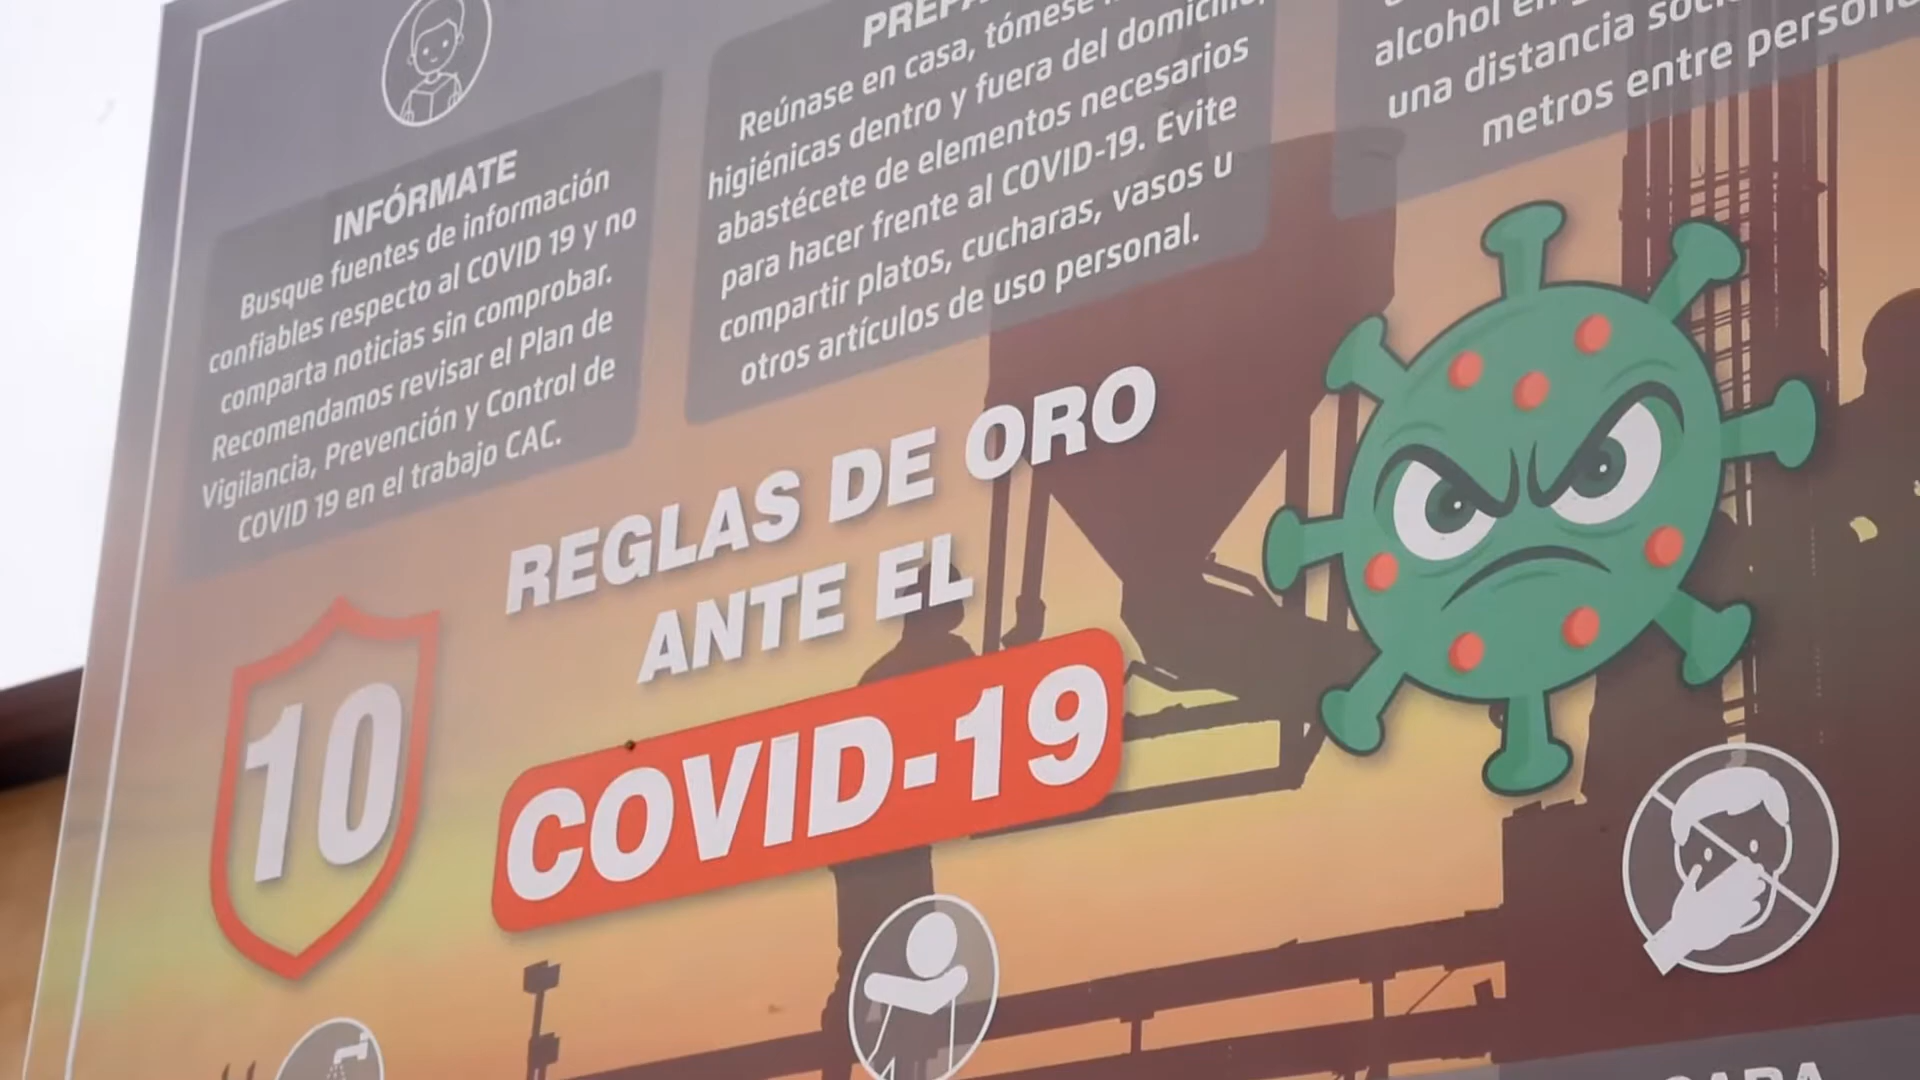 INFÓRMATE
Busque fuentes de información
confiables respecto al COVID 19 y no
comparta noticias sin comprobar.
Recomendamos revisar el Plan de
Vigilancia, Prevención y Control de
COVID 19 en el trabajo CAC.
Reúnase en casa, tómese
higiénicas dentro y fuera del domicilio,
abastécete de elementos necesarios
para hacer frente al COVID-19. Evite
compartir platos, cucharas, vasos u
otros artículos de uso personal.
alcohol en
una distancia
metros entre
10
REGLAS DE ORO
ANTE EL
COVID-19